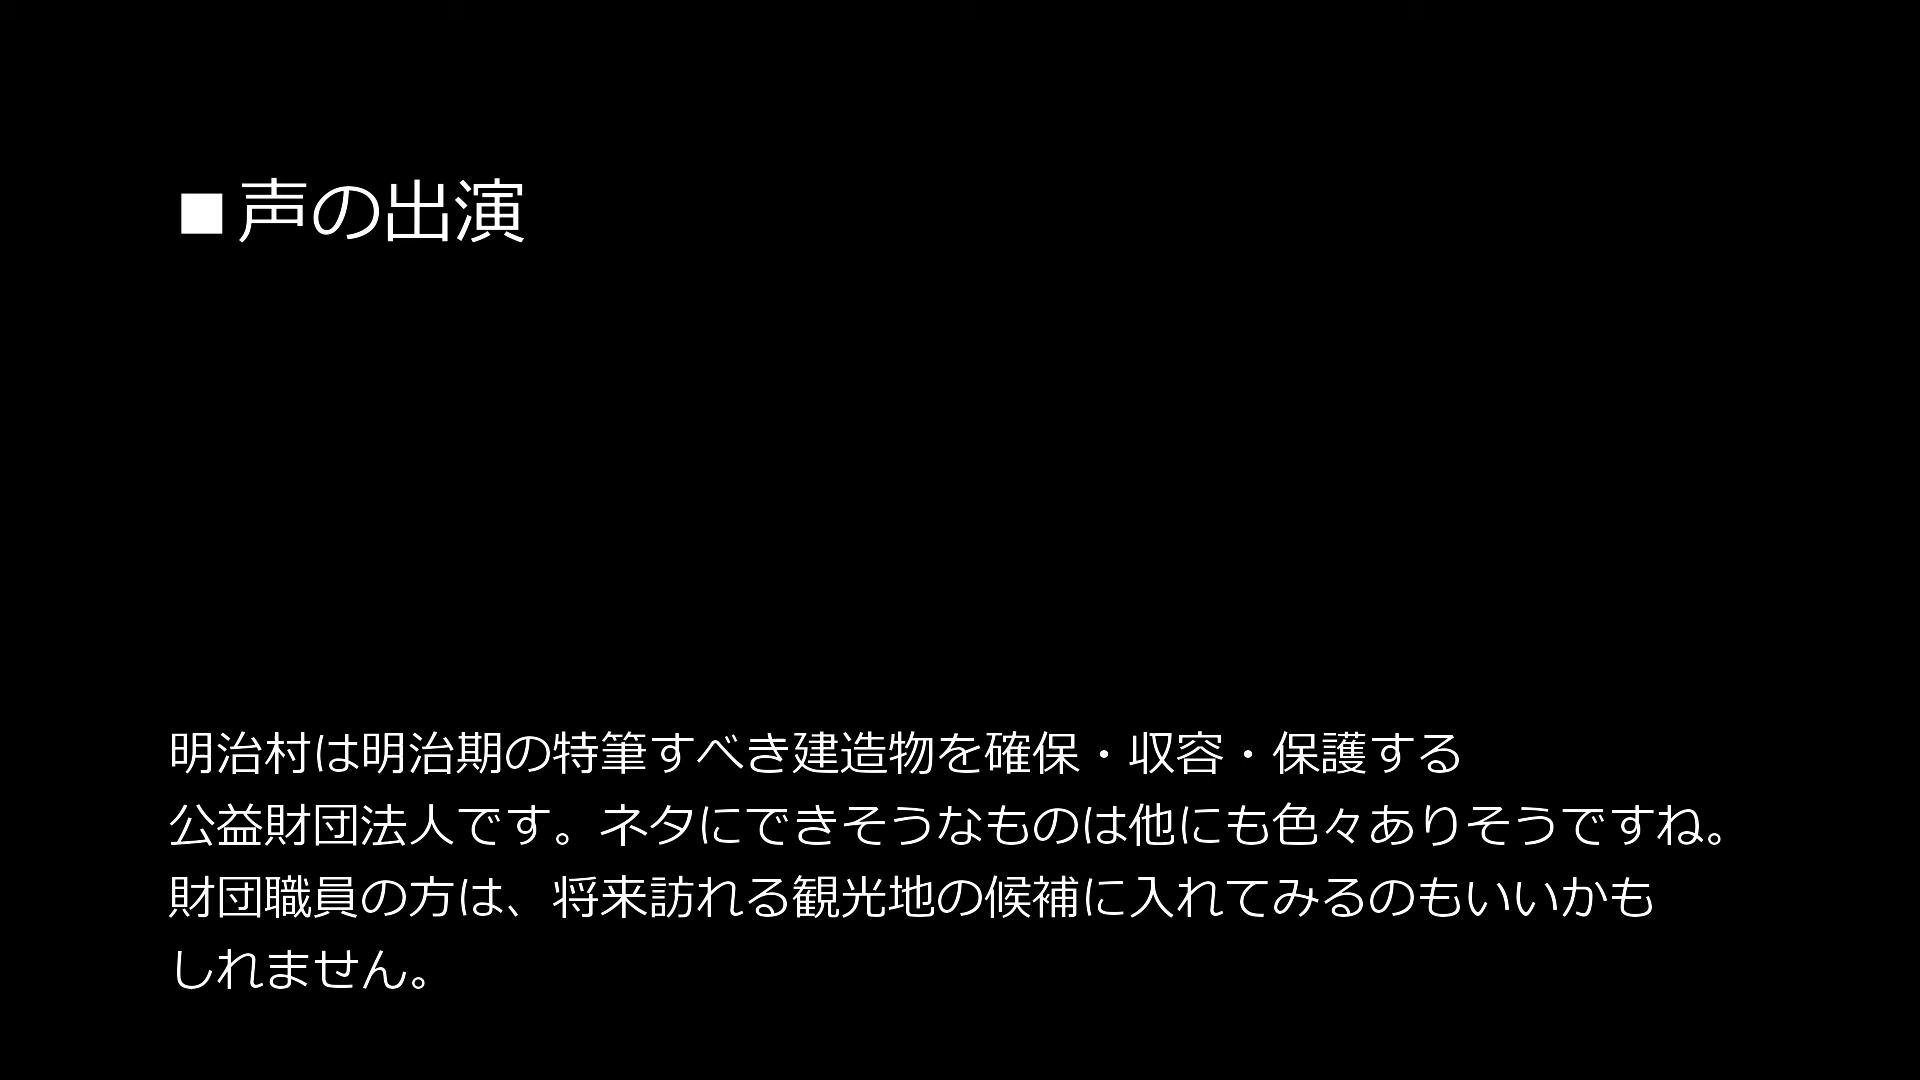 ■声の出演
明治村は明治期の特筆すべき建造物を確保・収容・保護する
公益財団法人です。ネタにできそうなものは他にも色々ありそうですね。
財団職員の方は、将来訪れる観光地の候補に入れてみるのもいいかも
しれません。